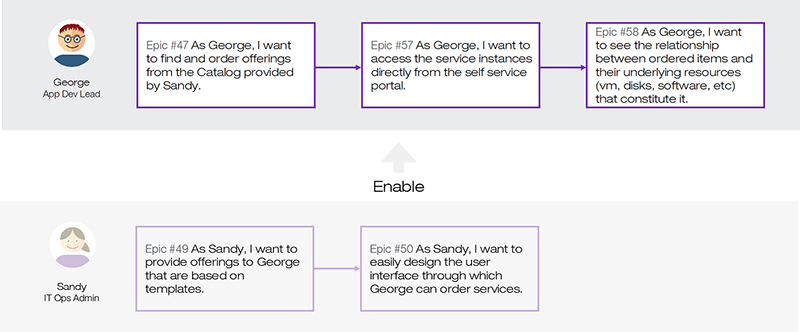 George
App Dev Lead
Epic #47 As George, I want
to find and order offerings
from the Catalog provided
by Sandy.
Epic #57 As George, I want to
access the service instances
directly from the self service
portal.
Epic #58 As George, I want
to see the relationship
between ordered items and
their underlying resources
(vm, disks, software, etc)
that constitute it.
Enable
Sandy
IT Ops Admin
Epic #49 As Sandy, I want to
provide offerings to George
that are based on
templates.
Epic #50 As Sandy, I want to
easily design the user
interface through which
George can order services.